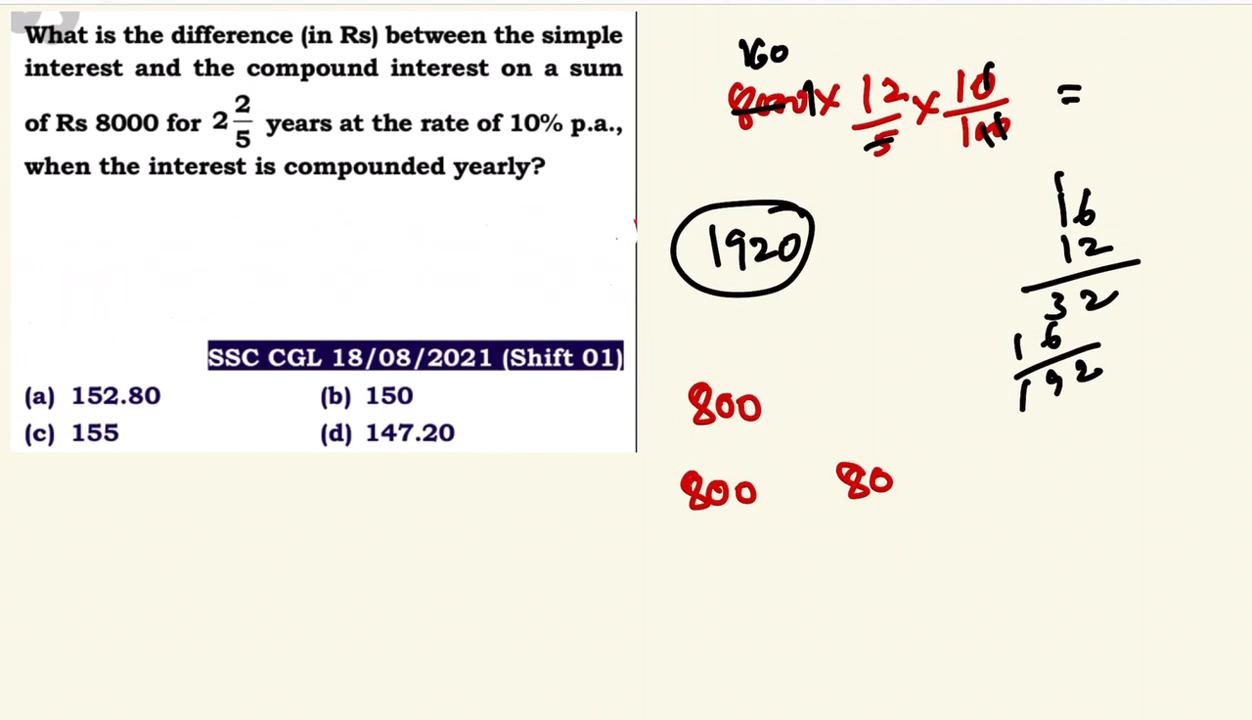 What is the difference (in Rs) between the simple
interest and the compound interest on a sum
of Rs 8000 for 2 2/5 years at the rate of 10% p.a.,
when the interest is compounded yearly?
SSC CGL 18/08/2021 (Shift 01)
(a) 152.80 (b) 150
(c) 155 (d) 147.20
160
8000 × 12/5 × 10/100 =
1920
1
16
12
32
16
192
800
800 80